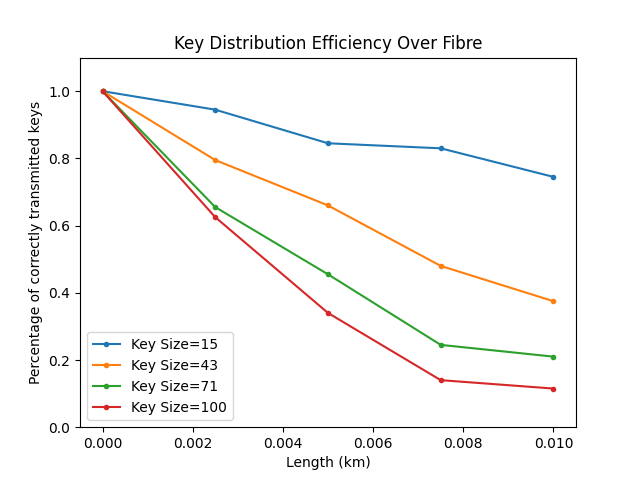 Key Distribution Efficiency Over Fibre
Percentage of correctly transmitted keys
1.0
0.8
0.6
0.4
0.2
0.0
Key Size=15
Key Size=43
Key Size=71
Key Size=100
0.000 0.002 0.004 0.006 0.008 0.010
Length (km)